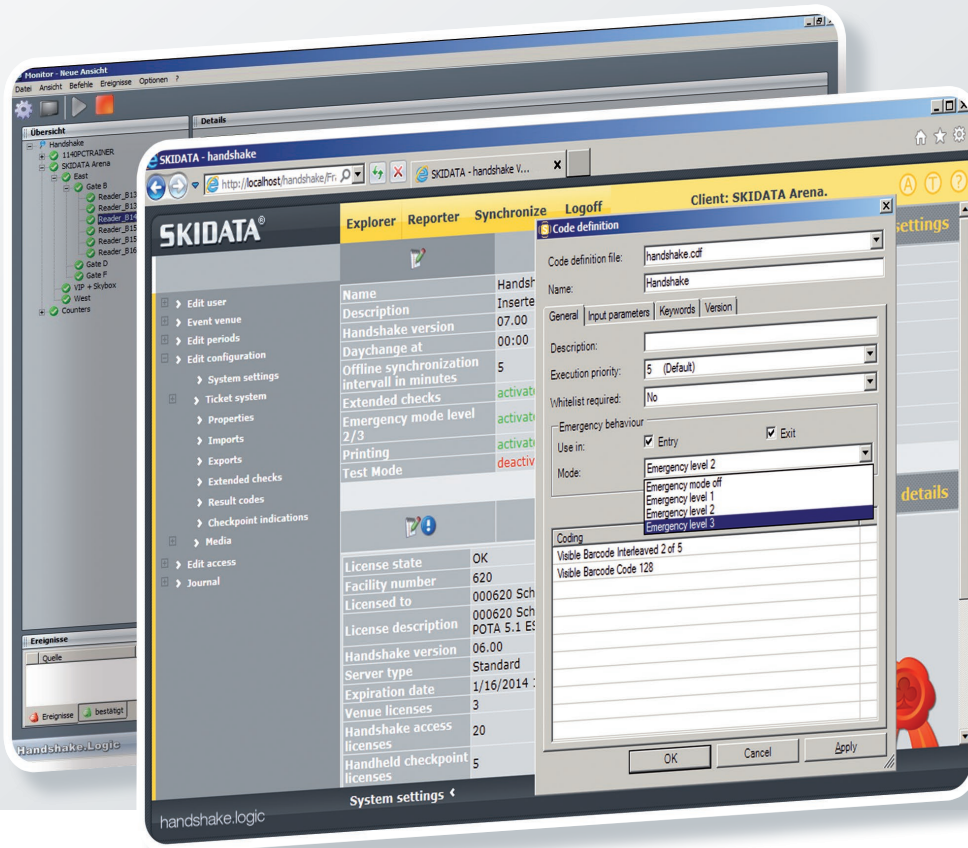 Monitor - Neue Ansicht
Datei Ansicht Befehle Ereignisse Optionen ?
Übersicht
Details
Handshake
1140PCTRAINER
SKIDATA Arena
East
Gate B
Reader_B13
Reader_B13
Reader_B14
Reader_B15
Reader_B15
Reader_B16
Gate D
Gate F
VIP + Skybox
West
Counters
Ereignisse
Quelle
Ereignisse
bestätigt
Handshake.Logic
SKIDATA - handshake
http://localhost/handshake/Fr
SKIDATA - handshake V...
X
SKIDATA®
Explorer Reporter Synchronize Logoff
Client: SKIDATA Arena.
A T ?
settings
Edit user
Event venue
Edit periods
Edit configuration
System settings
Ticket system
Properties
Imports
Exports
Extended checks
Result codes
Checkpoint indications
Media
Edit access
Journal
Name Handsh
Description Inserte
Handshake version 07.00
Daychange at 00:00
Offline synchronization
intervall in minutes 5
Extended checks activat
Emergency mode level
2/3 activat
Printing activat
Test Mode deactiv
details
License state OK
Facility number 620
Licensed to 000620 Sch
License description 000620 Sch
POTA 5.1 ES
Handshake version 06.00
Server type Standard
Expiration date 1/16/2014
Venue licenses 3
Handshake access
licenses 20
Handheld checkpoint
licenses 5
System settings
handshake.logic
Code definition
Code definition file: handshake.cdf
Name: Handshake
General Input parameters Keywords Version
Description:
Execution priority: 5 (Default)
Whitelist required: No
Emergency behaviour
Use in: Entry Exit
Mode: Emergency level 2
Emergency mode off
Emergency level 1
Emergency level 2
Emergency level 3
Coding
Visible Barcode Interleaved 2 of 5
Visible Barcode Code 128
OK Cancel Apply